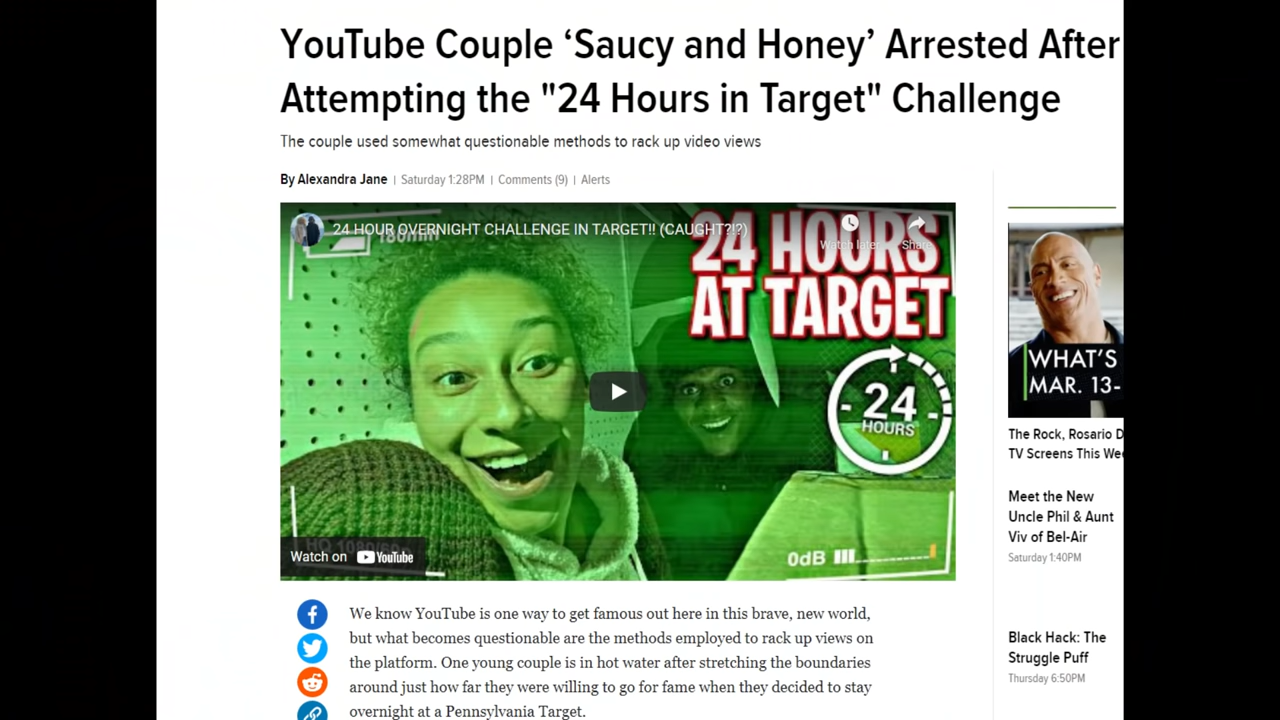 YouTube Couple ‘Saucy and Honey’ Arrested After
Attempting the "24 Hours in Target" Challenge
The couple used somewhat questionable methods to rack up video views
By Alexandra Jane | Saturday 1:28PM | Comments (9) | Alerts
24 HOUR OVERNIGHT CHALLENGE IN TARGET!! (CAUGHT?!?)
Watch later
Share
180min
24 HOURS
AT TARGET
24
HOURS
0dB
Watch on YouTube
We know YouTube is one way to get famous out here in this brave, new world,
but what becomes questionable are the methods employed to rack up views on
the platform. One young couple is in hot water after stretching the boundaries
around just how far they were willing to go for fame when they decided to stay
overnight at a Pennsylvania Target.
WHAT'S
MAR. 13-
The Rock, Rosario D
TV Screens This Wee
Meet the New
Uncle Phil & Aunt
Viv of Bel-Air
Saturday 1:40PM
Black Hack: The
Struggle Puff
Thursday 6:50PM